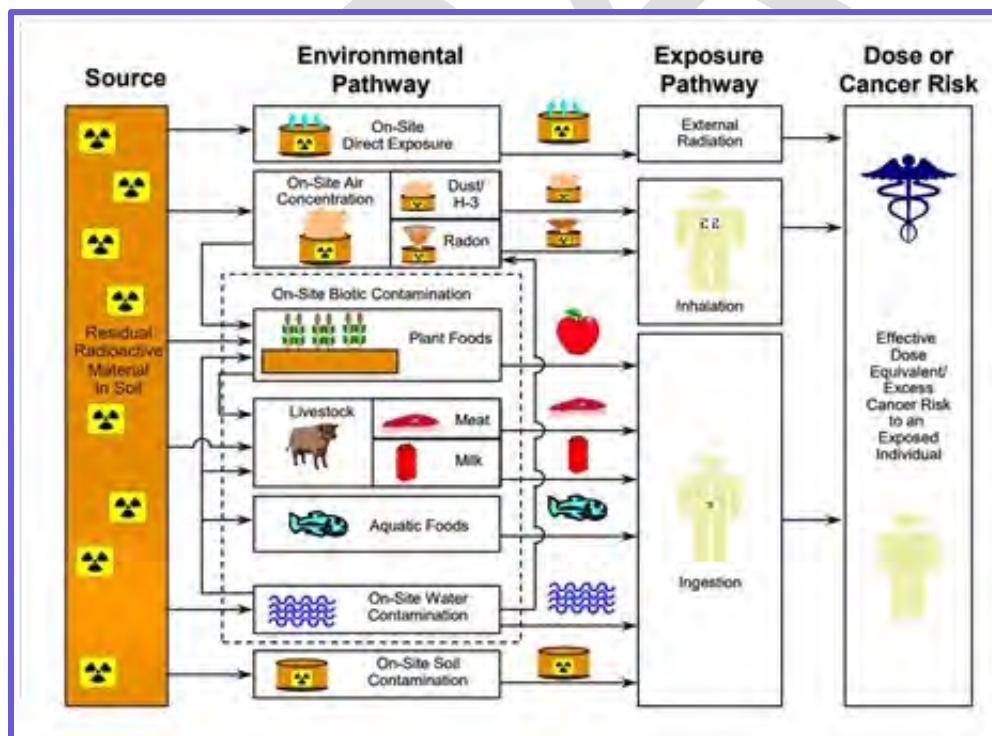 Source
Environmental
Pathway
Exposure
Pathway
Dose or
Cancer Risk
Residual
Radioactive
Material
In Soil
On-Site
Direct Exposure
On-Site Air
Concentration
Dust/
H-3
Radon
On-Site Biotic Contamination
Plant Foods
Livestock
Meat
Milk
Aquatic Foods
On-Site Water
Contamination
On-Site Soil
Contamination
External
Radiation
Inhalation
Ingestion
Effective
Dose
Equivalent/
Excess
Cancer Risk
to an
Exposed
Individual